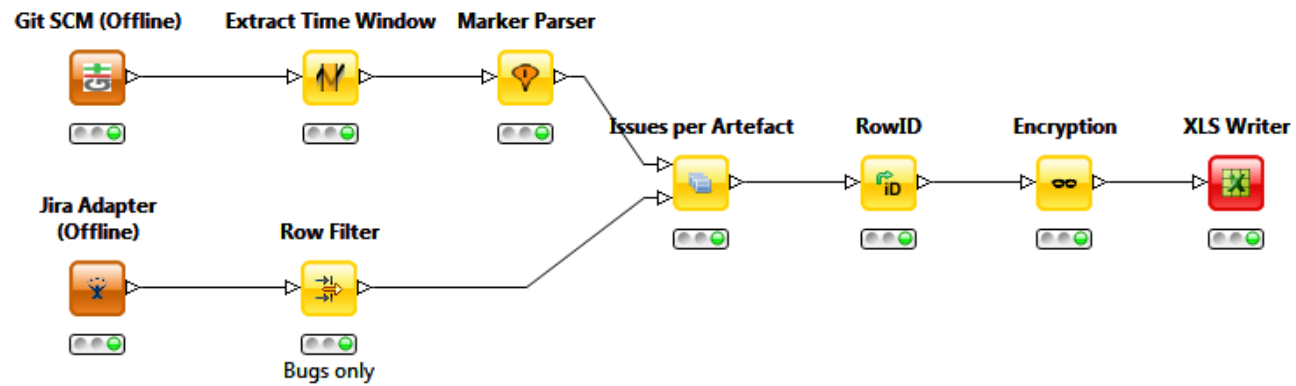 Git SCM (Offline)
Extract Time Window
Marker Parser
Issues per Artefact
RowID
Encryption
XLS Writer
Jira Adapter
(Offline)
Row Filter
Bugs only